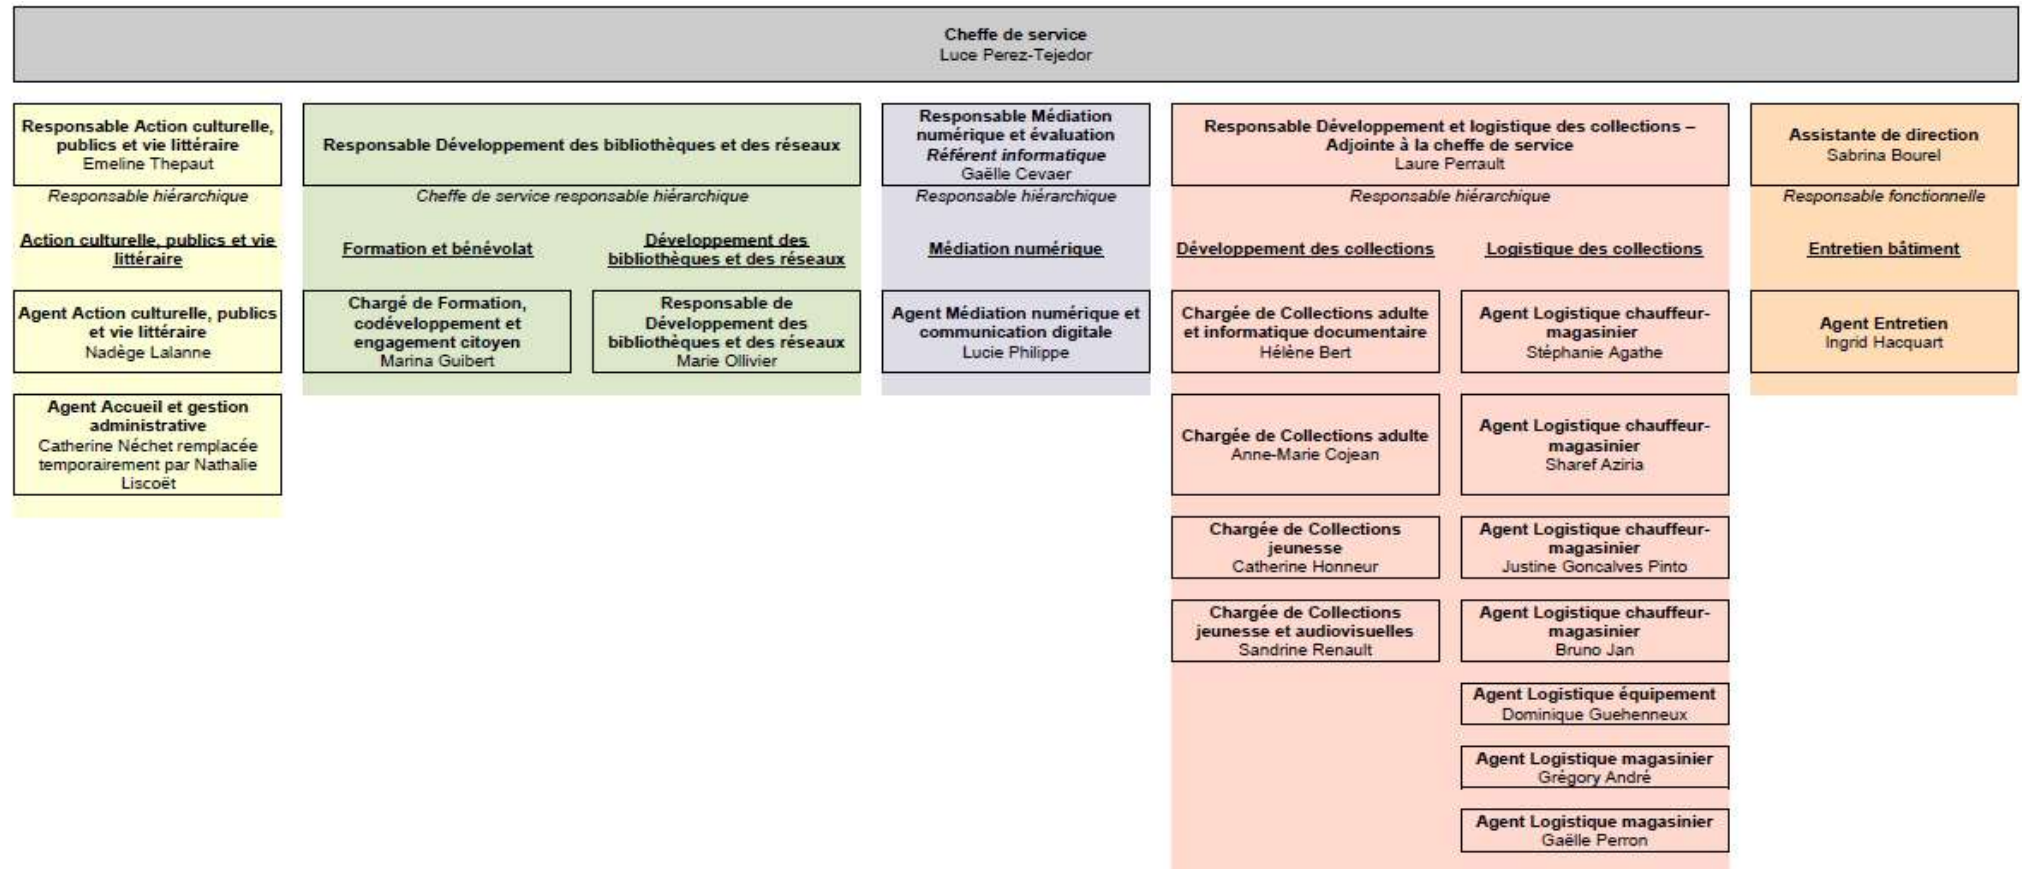 Cheffe de service
Luce Perez-Tejedor
Responsable Action culturelle,
publics et vie littéraire
Emeline Thepaut
Responsable hiérarchique
Action culturelle, publics et vie
littéraire
Agent Action culturelle, publics
et vie littéraire
Nadège Lalanne
Agent Accueil et gestion
administrative
Catherine Néchet remplacée
temporairement par Nathalie
Liscoët
Responsable Développement des bibliothèques et des réseaux
Cheffe de service responsable hiérarchique
Formation et bénévolat
Chargé de Formation,
codéveloppement et
engagement citoyen
Marina Guibert
Développement des
bibliothèques et des réseaux
Responsable de
Développement des
bibliothèques et des réseaux
Marie Ollivier
Responsable Médiation
numérique et évaluation
Référent informatique
Gaëlle Cevaer
Responsable hiérarchique
Médiation numérique
Agent Médiation numérique et
communication digitale
Lucie Philippe
Responsable Développement et logistique des collections –
Adjointe à la cheffe de service
Laure Perrault
Responsable hiérarchique
Développement des collections
Chargée de Collections adulte
et informatique documentaire
Hélène Bert
Chargée de Collections adulte
Anne-Marie Cojean
Chargée de Collections
jeunesse
Catherine Honneur
Chargée de Collections
jeunesse et audiovisuelles
Sandrine Renault
Logistique des collections
Agent Logistique chauffeur-
magasinier
Stéphanie Agathe
Agent Logistique chauffeur-
magasinier
Sharef Aziria
Agent Logistique chauffeur-
magasinier
Justine Goncalves Pinto
Agent Logistique chauffeur-
magasinier
Bruno Jan
Agent Logistique équipement
Dominique Guehenneux
Agent Logistique magasinier
Grégory André
Agent Logistique magasinier
Gaëlle Perron
Assistante de direction
Sabrina Bourel
Responsable fonctionnelle
Entretien bâtiment
Agent Entretien
Ingrid Hacquart